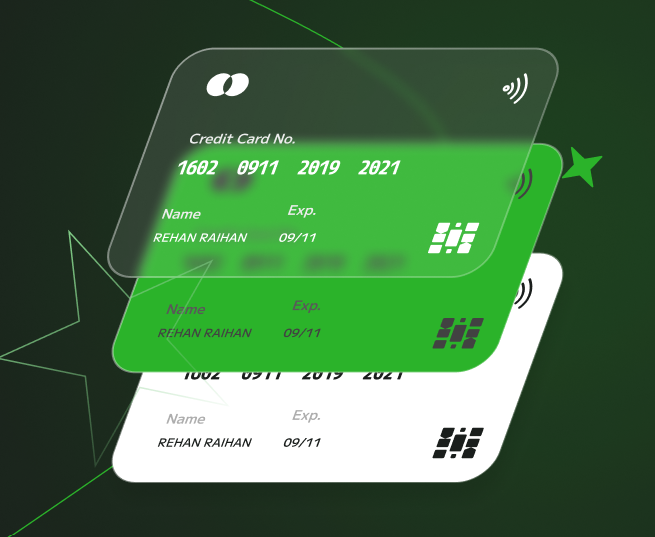 Credit Card No.
1602 0911 2019 2021
Name Exp.
REHAN RAIHAN 09/11
Name Exp.
REHAN RAIHAN 09/11
1602 0911 2019 2021
Name Exp.
REHAN RAIHAN 09/11